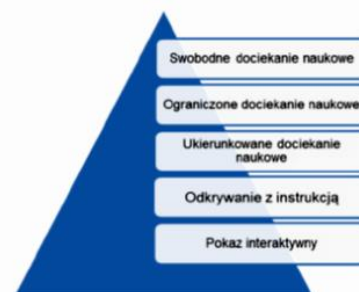 Swobodne dociekanie naukowe
Ograniczone dociekanie naukowe
Ukierunkowane dociekanie
naukowe
Odkrywanie z instrukcją
Pokaz interaktywny